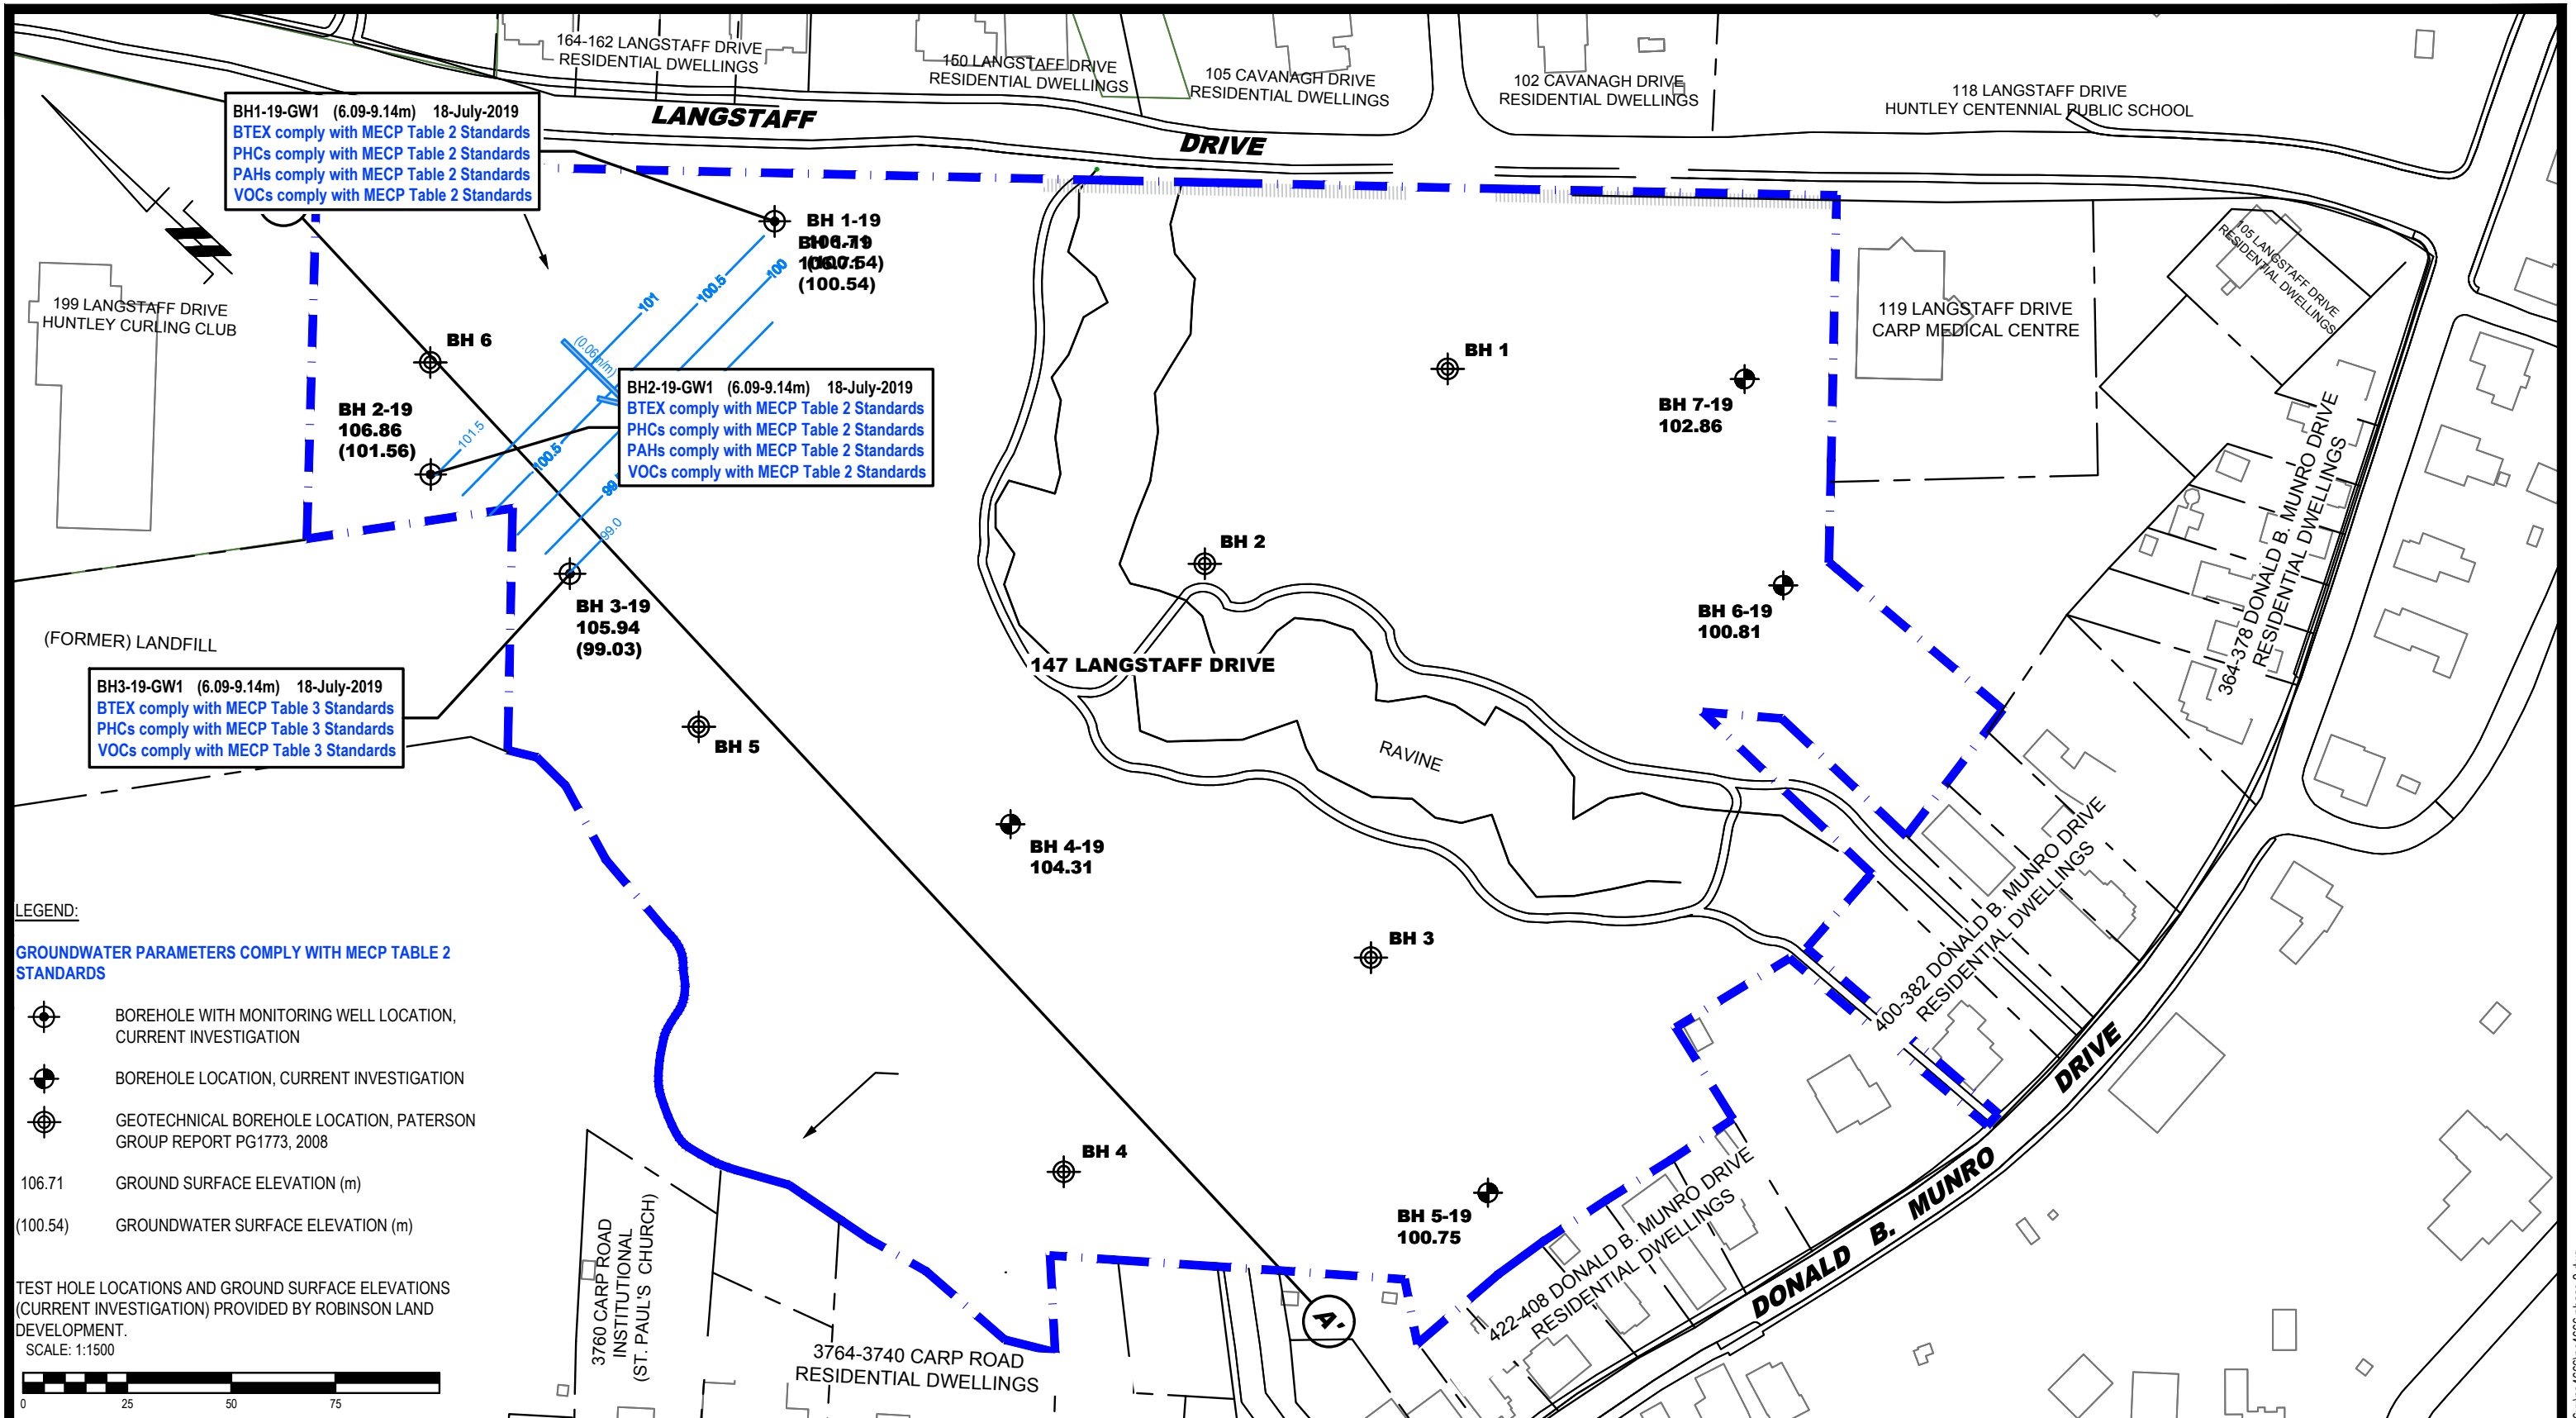 164-162 LANGSTAFF DRIVE
RESIDENTIAL DWELLINGS
150 LANGSTAFF DRIVE
RESIDENTIAL DWELLINGS
105 CAVANAGH DRIVE
RESIDENTIAL DWELLINGS
102 CAVANAGH DRIVE
RESIDENTIAL DWELLINGS
118 LANGSTAFF DRIVE
HUNTLEY CENTENNIAL PUBLIC SCHOOL
LANGSTAFF
DRIVE
BH1-19-GW1 (6.09-9.14m) 18-July-2019
BTEX comply with MECP Table 2 Standards
PHCs comply with MECP Table 2 Standards
PAHs comply with MECP Table 2 Standards
VOCs comply with MECP Table 2 Standards
BH 1-19
106.71
(100.54)
BH 1-19
106.71
(100.54)
105 LANGSTAFF DRIVE
RESIDENTIAL DWELLINGS
199 LANGSTAFF DRIVE
HUNTLEY CURLING CLUB
119 LANGSTAFF DRIVE
CARP MEDICAL CENTRE
101
100.5
100
(0.06m/m)
BH 6
BH 1
BH 2-19
106.86
(101.56)
101.5
100.5
99
99.0
BH2-19-GW1 (6.09-9.14m) 18-July-2019
BTEX comply with MECP Table 2 Standards
PHCs comply with MECP Table 2 Standards
PAHs comply with MECP Table 2 Standards
VOCs comply with MECP Table 2 Standards
BH 7-19
102.86
364-378 DONALD B. MUNRO DRIVE
RESIDENTIAL DWELLINGS
BH 2
BH 3-19
105.94
(99.03)
BH 6-19
100.81
(FORMER) LANDFILL
147 LANGSTAFF DRIVE
BH3-19-GW1 (6.09-9.14m) 18-July-2019
BTEX comply with MECP Table 3 Standards
PHCs comply with MECP Table 3 Standards
VOCs comply with MECP Table 3 Standards
BH 5
RAVINE
BH 4-19
104.31
400-382 DONALD B. MUNRO DRIVE
RESIDENTIAL DWELLINGS
BH 3
BH 4
BH 5-19
100.75
422-408 DONALD B. MUNRO DRIVE
RESIDENTIAL DWELLINGS
DONALD B. MUNRO DRIVE
A'
3760 CARP ROAD
INSTITUTIONAL
(ST. PAUL'S CHURCH)
3764-3740 CARP ROAD
RESIDENTIAL DWELLINGS
LEGEND:
GROUNDWATER PARAMETERS COMPLY WITH MECP TABLE 2
STANDARDS
BOREHOLE WITH MONITORING WELL LOCATION,
CURRENT INVESTIGATION
BOREHOLE LOCATION, CURRENT INVESTIGATION
GEOTECHNICAL BOREHOLE LOCATION, PATERSON
GROUP REPORT PG1773, 2008
106.71 GROUND SURFACE ELEVATION (m)
(100.54) GROUNDWATER SURFACE ELEVATION (m)
TEST HOLE LOCATIONS AND GROUND SURFACE ELEVATIONS
(CURRENT INVESTIGATION) PROVIDED BY ROBINSON LAND
DEVELOPMENT.
SCALE: 1:1500
0 25 50 75